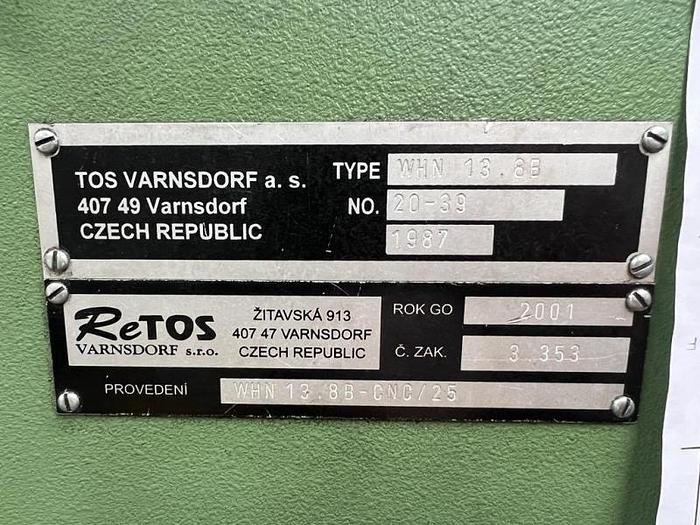 TOS VARNSDORF a. s.
407 49 Varnsdorf
CZECH REPUBLIC
TYPE WHN 13.8B
NO. 20-39
1987
ReTOS
VARNSDORF s.r.o.
ŽITAVSKÁ 913
407 47 VARNSDORF
CZECH REPUBLIC
ROK GO 2001
Č. ZAK. 3.353
PROVEDENÍ WHN 13.8B-CNC/25